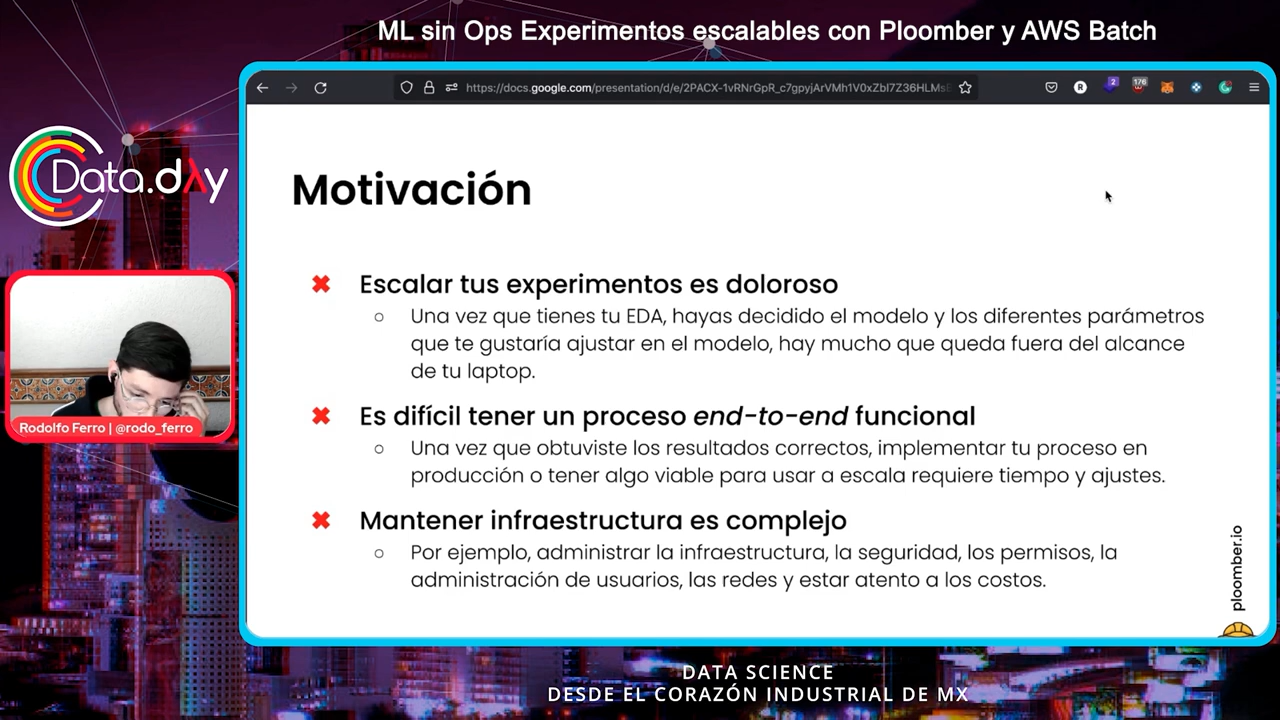 ML sin Ops Experimentos escalables con Ploomber y AWS Batch
https://docs.google.com/presentation/d/e/2PACX-1vRNrGpR_c7gpyjArVMh1V0xZbI7Z36HLMs
R
2
176
Data.dλy
Motivación
Escalar tus experimentos es doloroso
Una vez que tienes tu EDA, hayas decidido el modelo y los diferentes parámetros
que te gustaría ajustar en el modelo, hay mucho que queda fuera del alcance
de tu laptop.
Es difícil tener un proceso end-to-end funcional
Una vez que obtuviste los resultados correctos, implementar tu proceso en
producción o tener algo viable para usar a escala requiere tiempo y ajustes.
Mantener infraestructura es complejo
Por ejemplo, administrar la infraestructura, la seguridad, los permisos, la
administración de usuarios, las redes y estar atento a los costos.
ploomber.io
Rodolfo Ferro | @rodo_ferro
DATA SCIENCE
DESDE EL CORAZÓN INDUSTRIAL DE MX